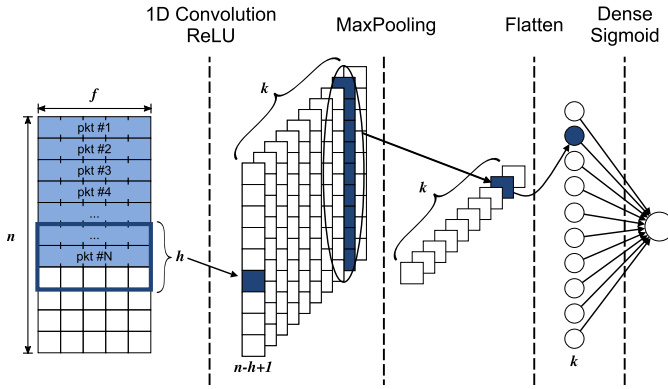 1D Convolution
ReLU
MaxPooling
Flatten
Dense
Sigmoid
f
n
pkt #1
pkt #2
pkt #3
pkt #4
...
...
pkt #N
h
k
n-h+1
k
k